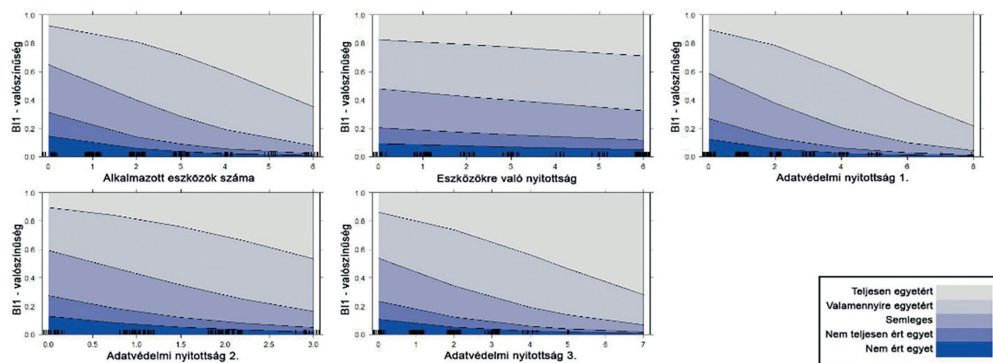 1.0
0.8
0.6
0.4
0.2
0.0
BI1 - valószínűség
0 1 2 3 4 5 6
Alkalmazott eszközök száma
1.0
0.8
0.6
0.4
0.2
0.0
BI1 - valószínűség
0 1 2 3 4 5 6
Eszközökre való nyitottság
1.0
0.8
0.6
0.4
0.2
0.0
BI1 - valószínűség
0 2 4 6 8
Adatvédelmi nyitottság 1.
1.0
0.8
0.6
0.4
0.2
0.0
BI1 - valószínűség
0.0 0.5 1.0 1.5 2.0 2.5 3.0
Adatvédelmi nyitottság 2.
1.0
0.8
0.6
0.4
0.2
0.0
BI1 - valószínűség
0 1 2 3 4 5 6 7
Adatvédelmi nyitottság 3.
Teljesen egyetért
Valamennyire egyetért
Semleges
Nem teljesen ért egyet
Nem ért egyet